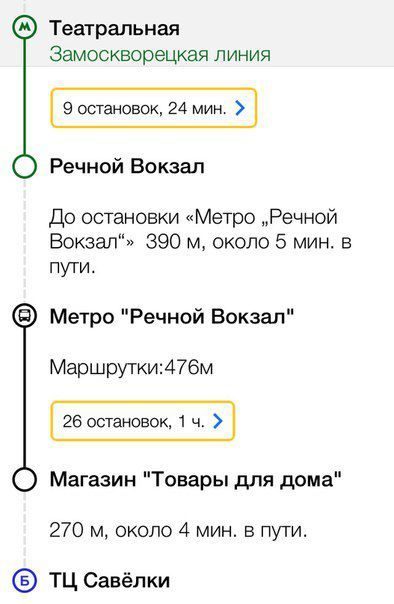 Театральная
Замоскворецкая линия
9 остановок, 24 мин.
Речной Вокзал
До остановки «Метро „Речной
Вокзал“» 390 м, около 5 мин. в
пути.
Метро "Речной Вокзал"
Маршрутки:476м
26 остановок, 1 ч.
Магазин "Товары для дома"
270 м, около 4 мин. в пути.
Б ТЦ Савёлки